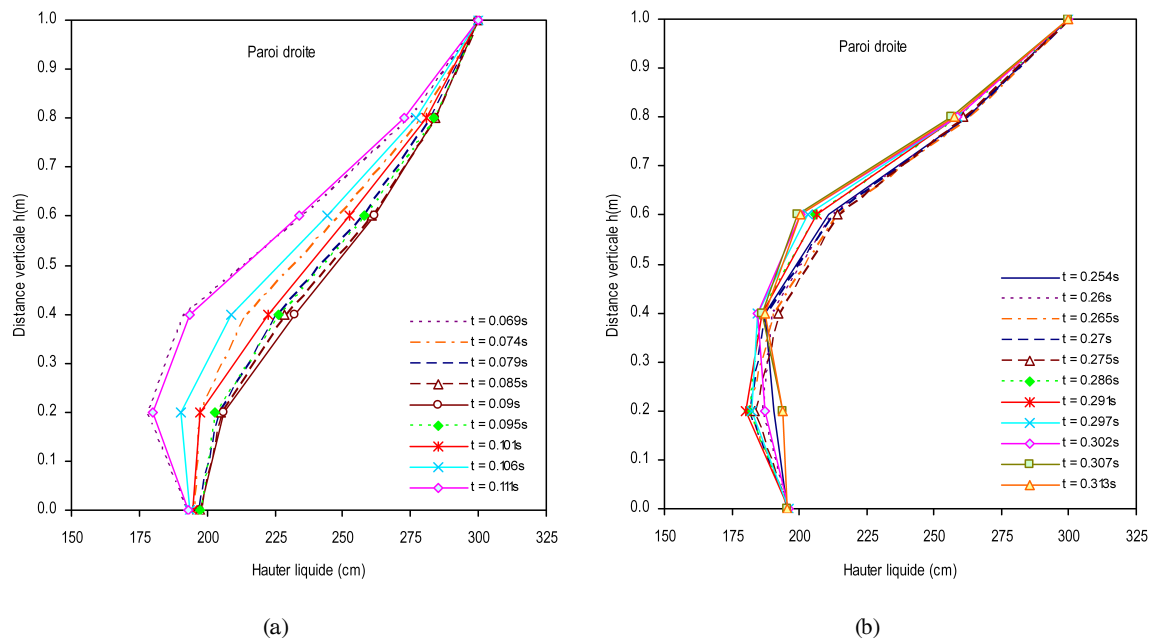 Paroi droite
1.0
0.9
0.8
0.7
0.6
0.5
0.4
0.3
0.2
0.1
0.0
Distance verticale h(m)
150
175
200
225
250
275
300
325
Hauter liquide (cm)
t = 0.069s
t = 0.074s
t = 0.079s
t = 0.085s
t = 0.09s
t = 0.095s
t = 0.101s
t = 0.106s
t = 0.111s
(a)
Paroi droite
1.0
0.9
0.8
0.7
0.6
0.5
0.4
0.3
0.2
0.1
0.0
Distance verticale h(m)
150
175
200
225
250
275
300
325
Hauter liquide (cm)
t = 0.254s
t = 0.26s
t = 0.265s
t = 0.27s
t = 0.275s
t = 0.286s
t = 0.291s
t = 0.297s
t = 0.302s
t = 0.307s
t = 0.313s
(b)